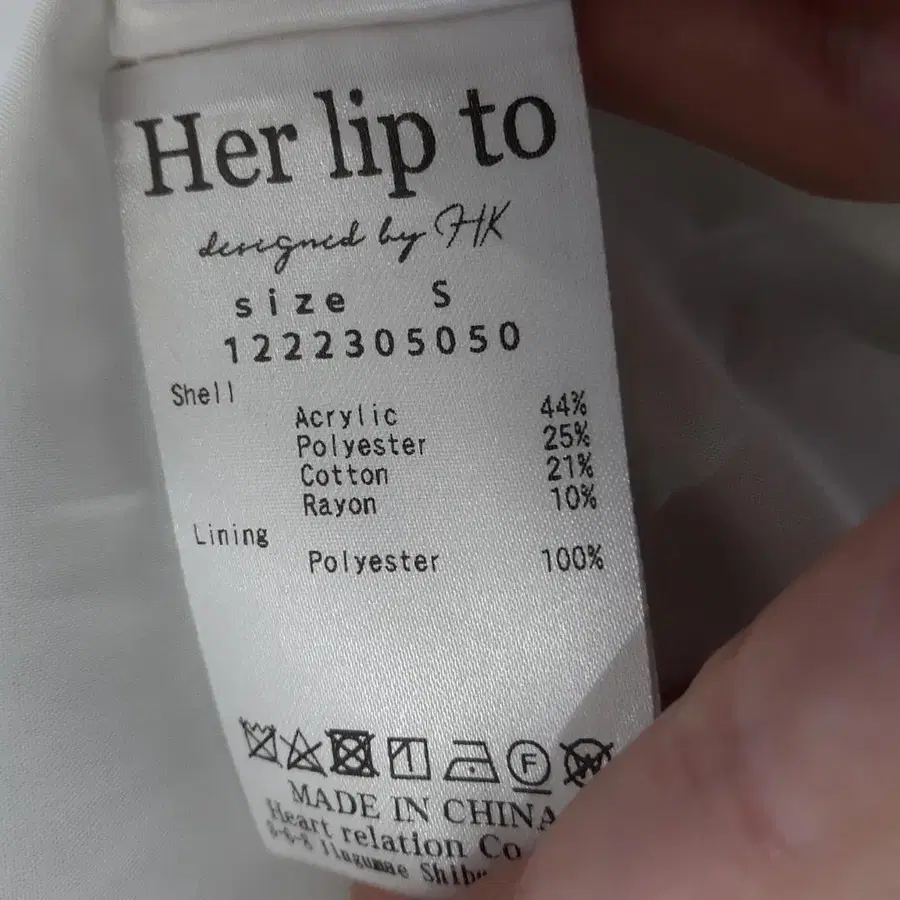 Her lip to
designed by HK
size S
1222305050
Shell
Acrylic 44%
Polyester 25%
Cotton 21%
Rayon 10%
Lining
Polyester 100%
F W
MADE IN CHINA
Heart relation Co
Jingumae